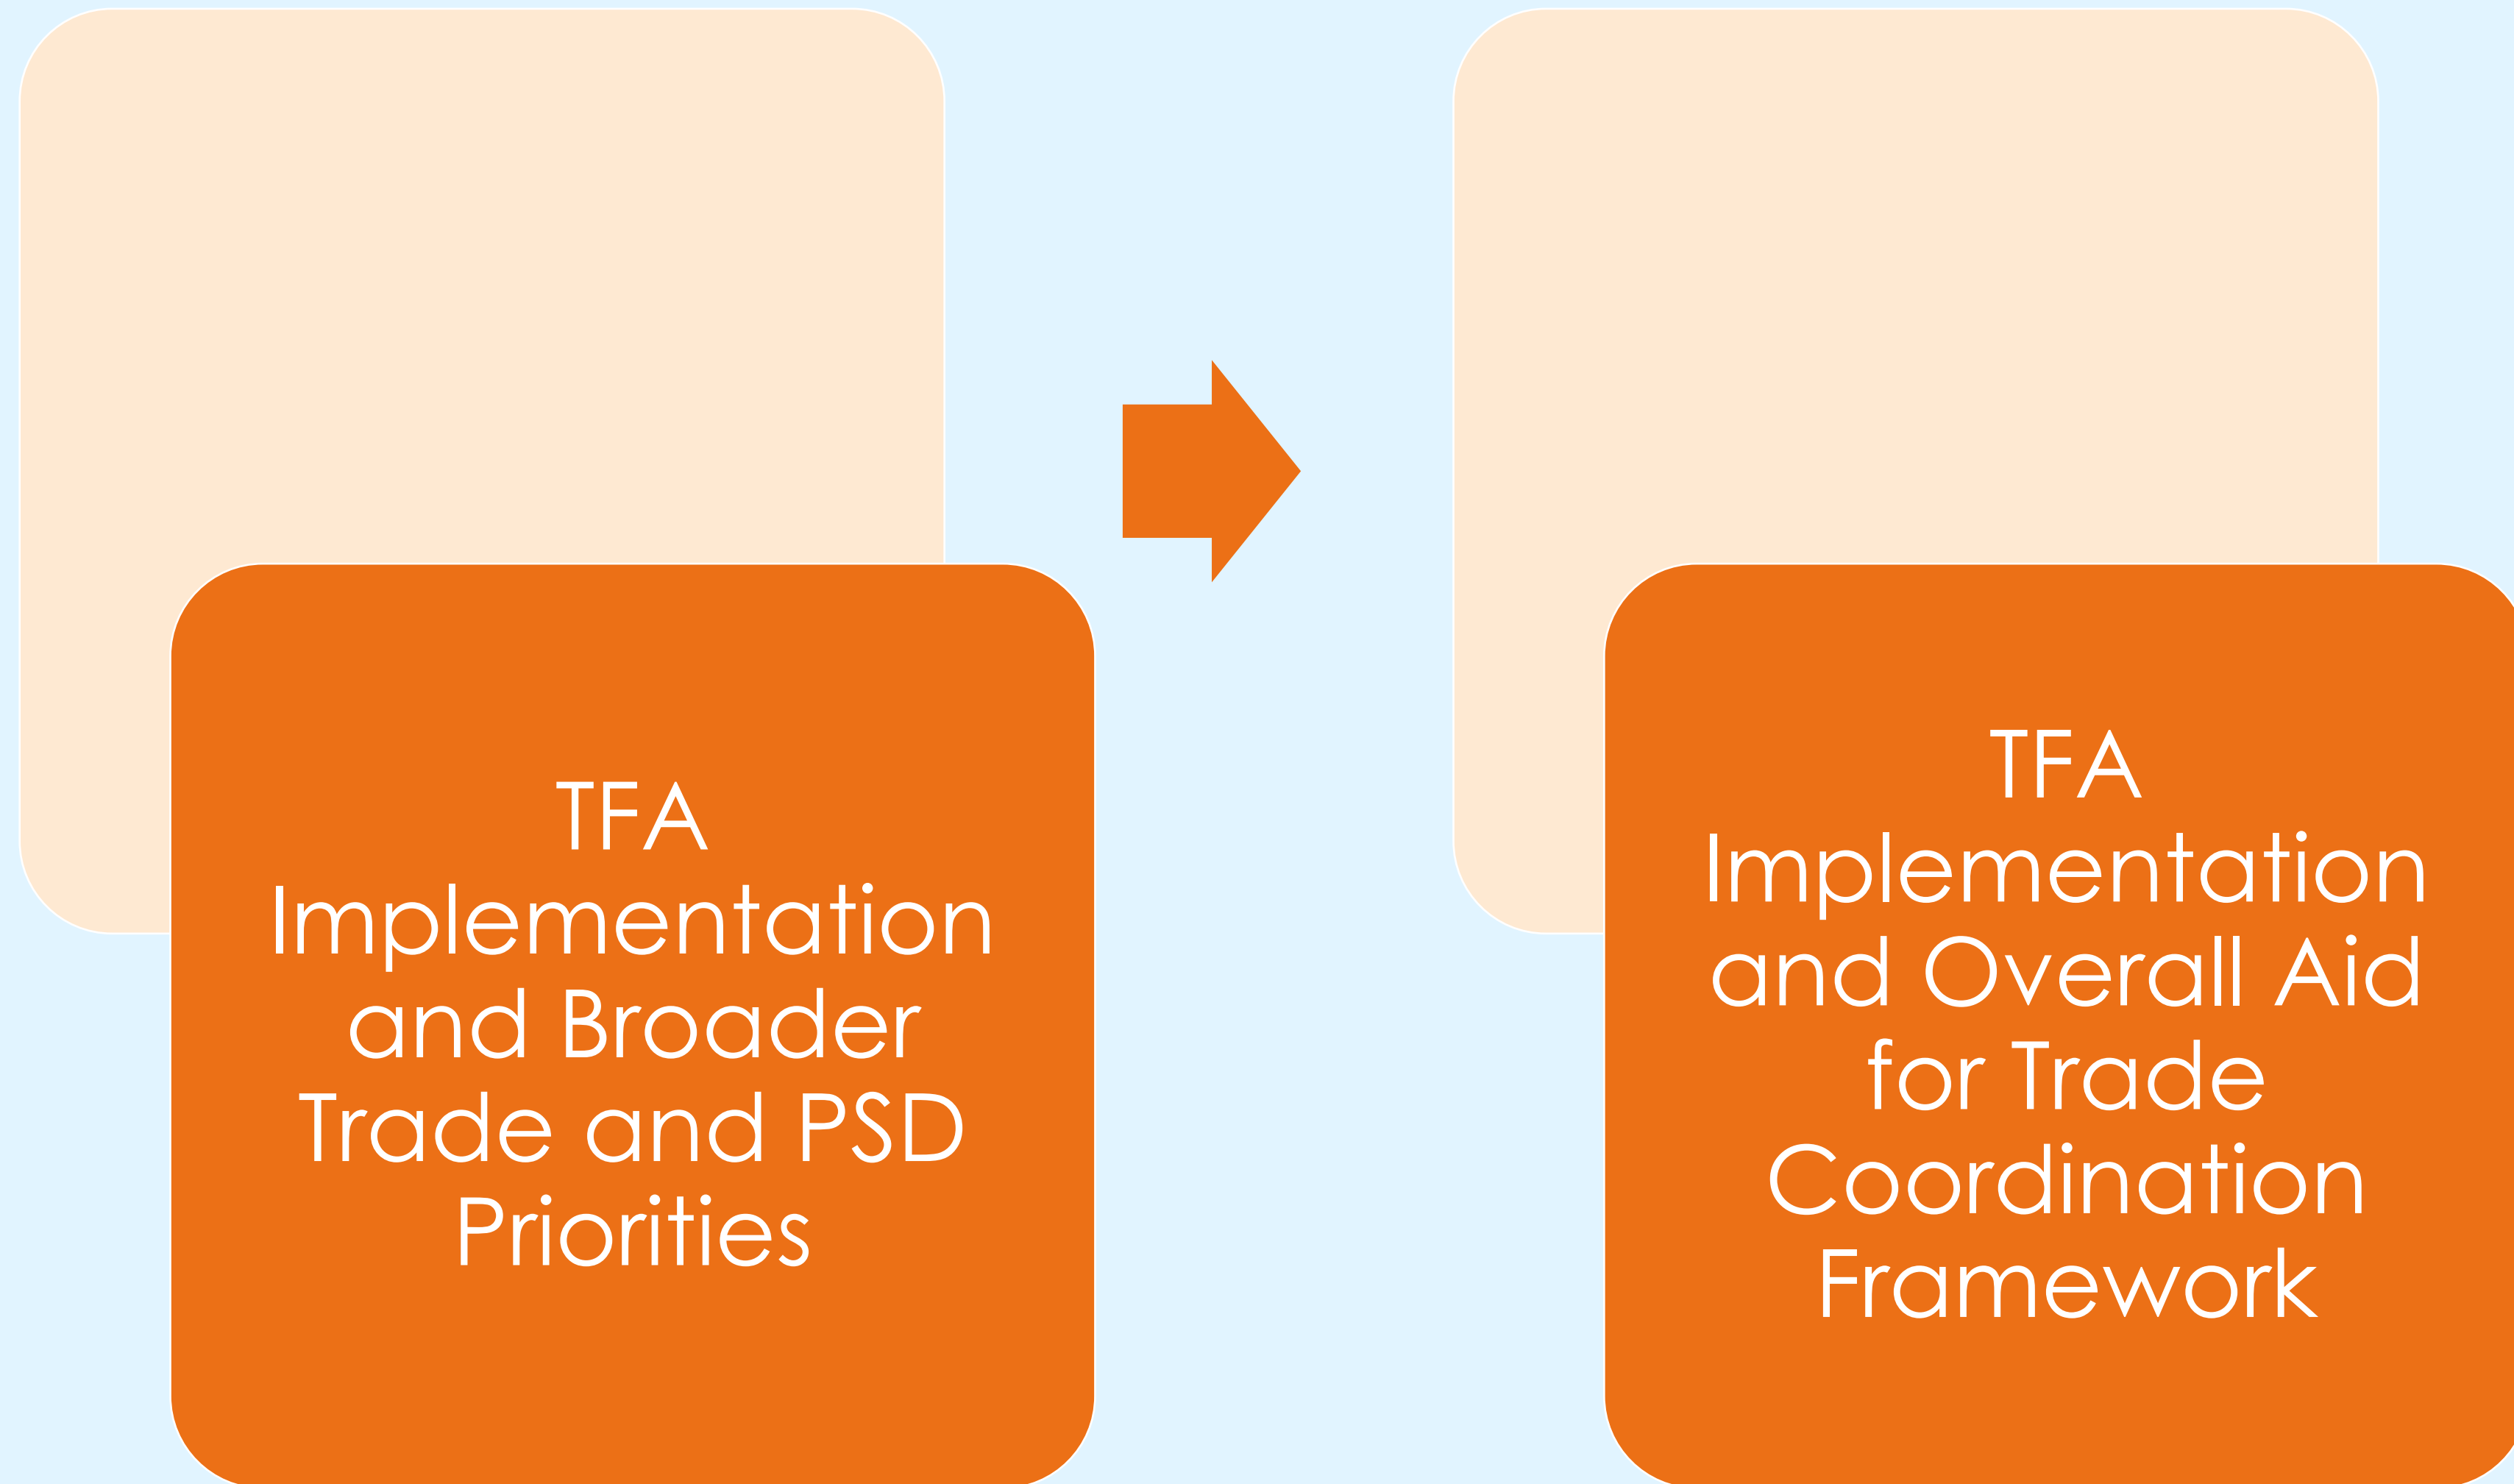 TFA
Implementation
and Broader
Trade and PSD
Priorities
TFA
Implementation
and Overall Aid
for Trade
Coordination
Framework